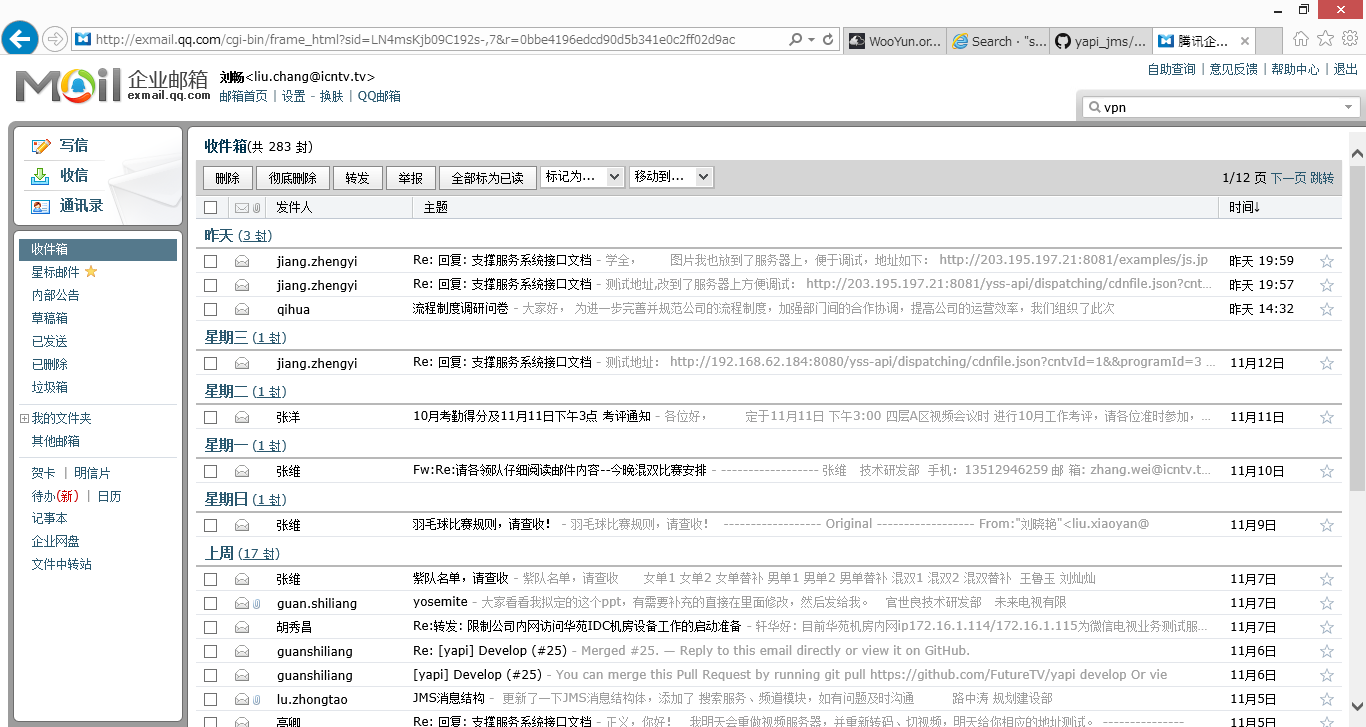 http://exmail.qq.com/cgi-bin/frame_html?sid=LN4msKjb09C192s-,7&r=0bbe4196edcd90d5b341e0c2ff02d9ac
WooYun.or...
Search · "s...
yapi_jms/...
腾讯企...
自助查询 | 意见反馈 | 帮助中心 | 退出
Mail 企业邮箱
exmail.qq.com
刘畅<liu.chang@icntv.tv>
邮箱首页 | 设置 - 换肤 | QQ邮箱
vpn
写信
收信
通讯录
收件箱
星标邮件
内部公告
草稿箱
已发送
已删除
垃圾箱
我的文件夹
其他邮箱
贺卡 | 明信片
待办(新) | 日历
记事本
企业网盘
文件中转站
收件箱(共 283 封)
删除 彻底删除 转发 举报 全部标为已读 标记为... 移动到... 1/12 页 下一页 跳转
发件人 主题 时间↓
昨天 (3 封)
jiang.zhengyi Re: 回复: 支撑服务系统接口文档 - 学全， 图片我也放到了服务器上，便于调试，地址如下： http://203.195.197.21:8081/examples/js.jp 昨天 19:59
jiang.zhengyi Re: 回复: 支撑服务系统接口文档 - 测试地址,改到了服务器上方便调试： http://203.195.197.21:8081/yss-api/dispatching/cdnfile.json?cnt... 昨天 19:57
qihua 流程制度调研问卷 - 大家好， 为进一步完善并规范公司的流程制度，加强部门间的合作协调，提高公司的运营效率，我们组织了此次 昨天 14:32
星期三 (1 封)
jiang.zhengyi Re: 回复: 支撑服务系统接口文档 - 测试地址： http://192.168.62.184:8080/yss-api/dispatching/cdnfile.json?cntvId=1&&programId=3 ... 11月12日
星期二 (1 封)
张洋 10月考勤得分及11月11日下午3点 考评通知 - 各位好， 定于11月11日 下午3:00 四层A区视频会议时 进行10月工作考评，请各位准时参加，... 11月11日
星期一 (1 封)
张维 Fw:Re:请各领队仔细阅读邮件内容--今晚混双比赛安排 - ------------------ 张维 技术研发部 手机：13512946259 邮 箱: zhang.wei@icntv.t... 11月10日
星期日 (1 封)
张维 羽毛球比赛规则，请查收！ - 羽毛球比赛规则，请查收！ ------------------ Original ------------------ From:"刘晓艳"<liu.xiaoyan@ 11月9日
上周 (17 封)
张维 紫队名单，请查收 - 紫队名单，请查收 女单1 女单2 女单替补 男单1 男单2 男单替补 混双1 混双2 混双替补 王鲁玉 刘灿灿 11月7日
guan.shiliang yosemite - 大家看看我拟定的这个ppt，有需要补充的直接在里面修改，然后发给我。 官世良技术研发部 未来电视有限 11月7日
胡秀昌 Re:转发: 限制公司内网访问华苑IDC机房设备工作的启动准备 - 轩华好: 目前华苑机房内网ip172.16.1.114/172.16.1.115为微信电视业务测试服... 11月7日
guanshiliang Re: [yapi] Develop (#25) - Merged #25. — Reply to this email directly or view it on GitHub. 11月6日
guanshiliang [yapi] Develop (#25) - You can merge this Pull Request by running git pull https://github.com/FutureTV/yapi develop Or vie 11月6日
lu.zhongtao JMS消息结构 - 更新了一下JMS消息结构体，添加了 搜索服务、频道模块，如有问题及时沟通 路中涛 规划建设部 11月5日
高卿 Re: 回复: 支撑服务系统接口文档 - 正义，你好！ 我明天会重做视频服务器，并重新转码、切视频，明天给你相应的地址测试。 --------------- 11月5日